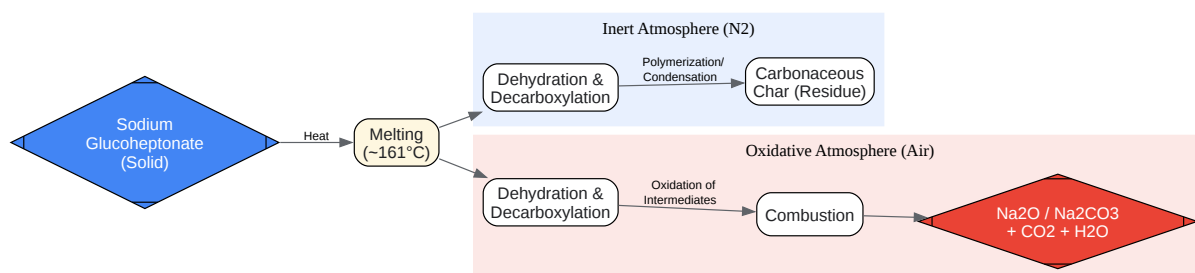 Sodium
Glucoheptonate
(Solid)
Heat
Melting
(~161°C)
Inert Atmosphere (N2)
Dehydration &
Decarboxylation
Polymerization/
Condensation
Carbonaceous
Char (Residue)
Oxidative Atmosphere (Air)
Dehydration &
Decarboxylation
Oxidation of
Intermediates
Combustion
Na2O / Na2CO3
+ CO2 + H2O